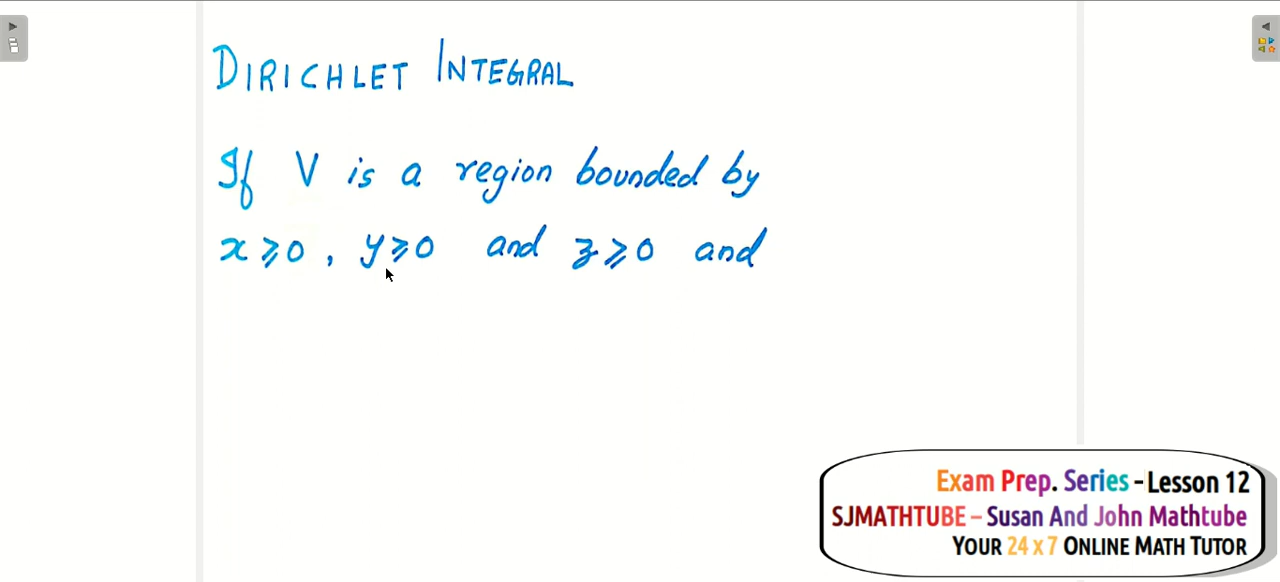 DIRICHLET INTEGRAL
If V is a region bounded by
x ⩾ 0, y ⩾ 0 and z ⩾ 0 and
Exam Prep. Series - Lesson 12
SJMATHTUBE – Susan And John Mathtube
YOUR 24 x 7 ONLINE MATH TUTOR